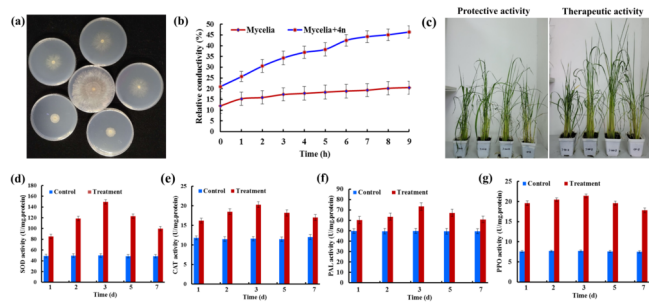 (a)
(b)
Mycelia Mycelia+4n
Relative conductivity (%)
50
45
40
35
30
25
20
15
10
5
0
0 1 2 3 4 5 6 7 8 9
Time (h)
(c)
Protective activity Therapeutic activity
(d)
Control Treatment
SOD activity (U/mg.protein)
180
160
140
120
100
80
60
40
20
0
1 2 3 5 7
Time (d)
(e)
Control Treatment
CAT activity (U/mg.protein)
25
20
15
10
5
0
1 2 3 5 7
Time (d)
(f)
Control Treatment
PAL activity (U/mg.protein)
100
90
80
70
60
50
40
30
20
10
0
1 2 3 5 7
Time (d)
(g)
Control Treatment
PPO activity (U/mg.protein)
25
20
15
10
5
0
1 2 3 5 7
Time (d)